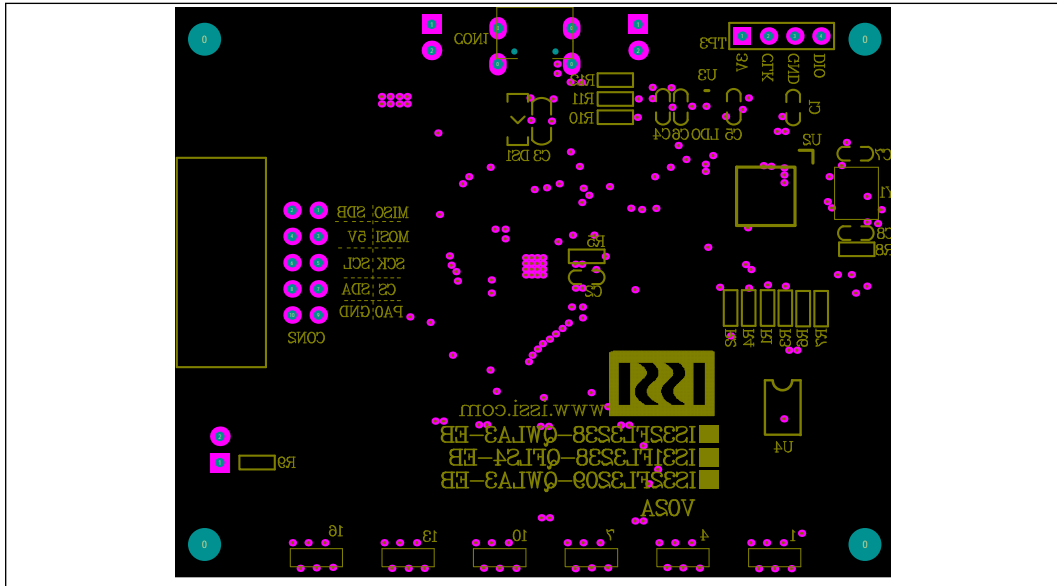 CON1
TP3
3V
CLK
GND
DIO
R13
R11
R10
U3
C3 DS1
C4
C6
LDO
C5
C1
U2
C7
Y1
C8
R8
MISO SDB
MOSI 5V
SCK SCL
CS SDA
PA0 GND
CON2
R5
C2
R2
R4
R1
R3
R6
R7
ISSI
www.issi.com
U4
IS32FL3238-QWLA3-EB
IS31FL3238-QFLS4-EB
IS32FL3209-QWLA3-EB
V02A
R9
16
13
10
7
4
1